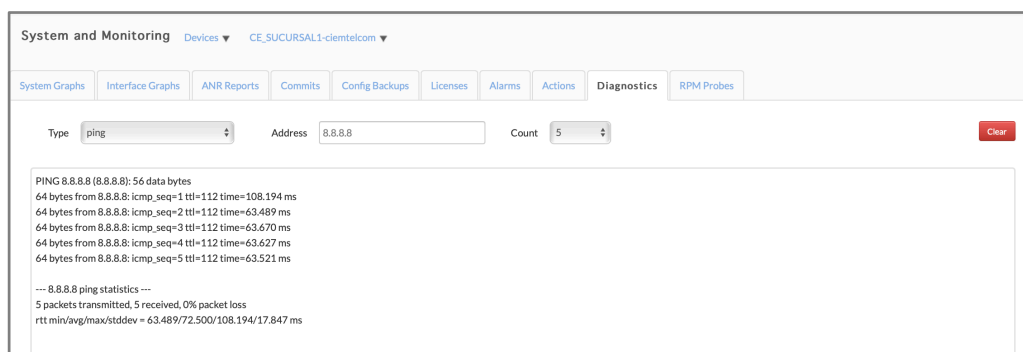 System and Monitoring Devices ▼ CE_SUCURSAL1-ciemtelcom ▼
System Graphs Interface Graphs ANR Reports Commits Config Backups Licenses Alarms Actions Diagnostics RPM Probes
Type ping Address 8.8.8.8 Count 5 Clear
PING 8.8.8.8 (8.8.8.8): 56 data bytes
64 bytes from 8.8.8.8: icmp_seq=1 ttl=112 time=108.194 ms
64 bytes from 8.8.8.8: icmp_seq=2 ttl=112 time=63.489 ms
64 bytes from 8.8.8.8: icmp_seq=3 ttl=112 time=63.670 ms
64 bytes from 8.8.8.8: icmp_seq=4 ttl=112 time=63.627 ms
64 bytes from 8.8.8.8: icmp_seq=5 ttl=112 time=63.521 ms
--- 8.8.8.8 ping statistics ---
5 packets transmitted, 5 received, 0% packet loss
rtt min/avg/max/stddev = 63.489/72.500/108.194/17.847 ms